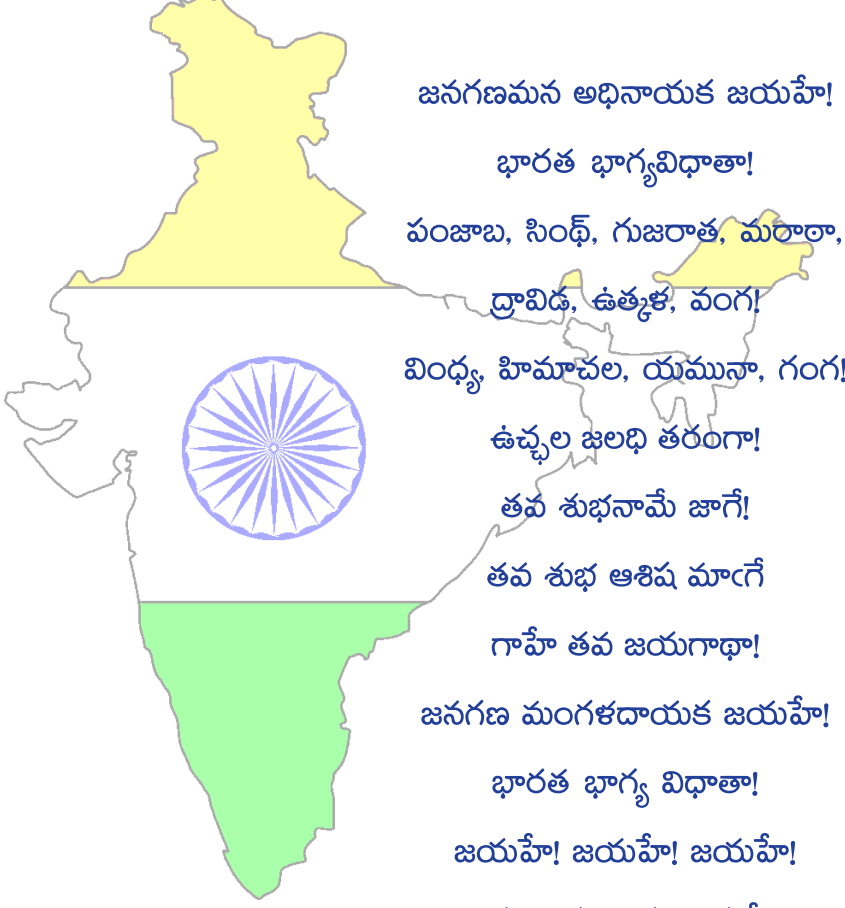 జనగణమన అధినాయక జయహే!
భారత భాగ్యవిధాతా!
పంజాబ, సింధ్, గుజరాత, మరాఠా,
ద్రావిడ, ఉత్కళ, వంగ!
వింధ్య, హిమాచల, యమునా, గంగ!
ఉచ్ఛల జలధి తరంగా!
తవ శుభనామే జాగే!
తవ శుభ ఆశిష మాఁగే
గాహే తవ జయగాథా!
జనగణ మంగళదాయక జయహే!
భారత భాగ్య విధాతా!
జయహే! జయహే! జయహే!